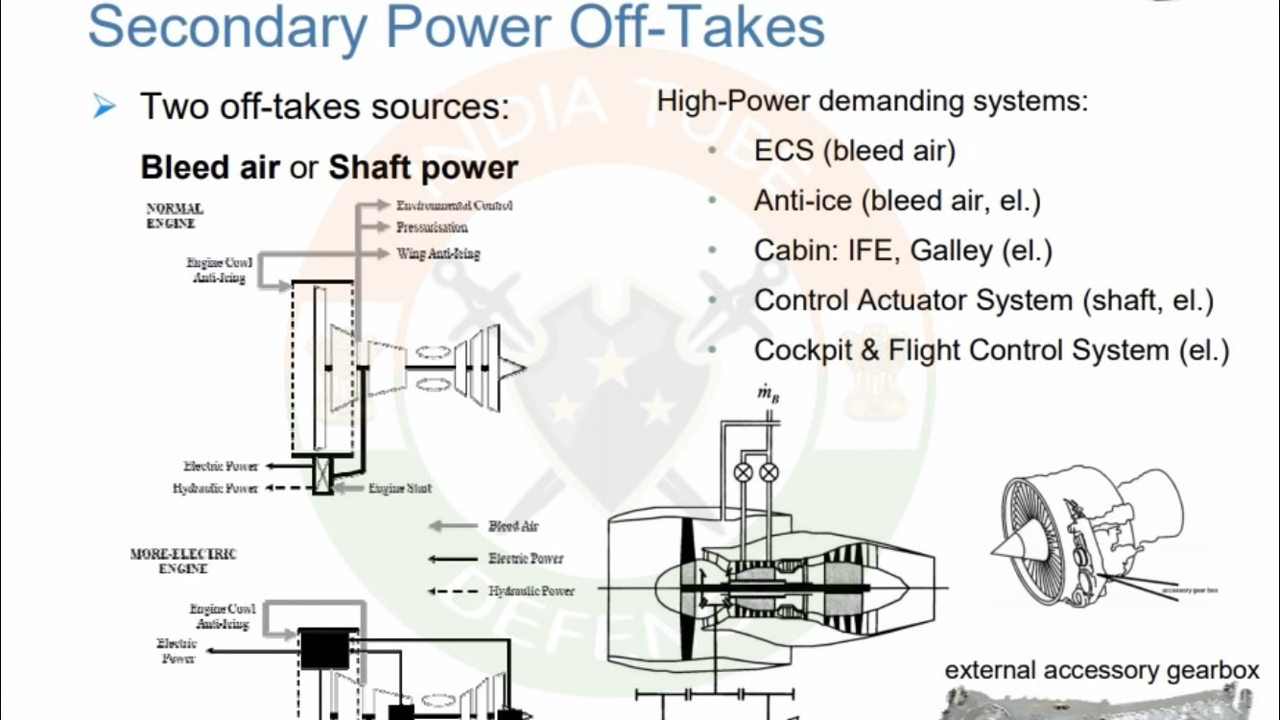 Secondary Power Off-Takes
Two off-takes sources:
Bleed air or Shaft power
NORMAL
ENGINE
Environmental Control
Pressurisation
Wing Anti-Icing
Engine Cowl
Anti-Icing
Electric Power
Hydraulic Power
Engine Start
Bleed Air
Electric Power
Hydraulic Power
MORE-ELECTRIC
ENGINE
Engine Cowl
Anti-Icing
Electric
Power
High-Power demanding systems:
• ECS (bleed air)
• Anti-ice (bleed air, el.)
• Cabin: IFE, Galley (el.)
• Control Actuator System (shaft, el.)
• Cockpit & Flight Control System (el.)
ṁ_B
accessory gear box
external accessory gearbox
INDIA TUBE
DEFENCE